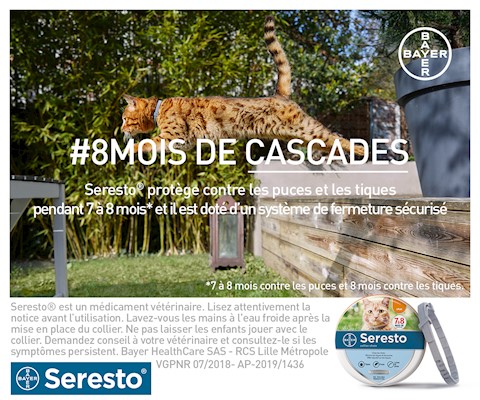 BAYER
BAYER
#8MOIS DE CASCADES
Seresto® protège contre les puces et les tiques
pendant 7 à 8 mois* et il est doté d'un système de fermeture sécurisé
*7 à 8 mois contre les puces et 8 mois contre les tiques.
Seresto® est un médicament vétérinaire. Lisez attentivement la
notice avant l'utilisation. Lavez-vous les mains à l'eau froide après la
mise en place du collier. Ne pas laisser les enfants jouer avec le
collier. Demandez conseil à votre vétérinaire et consultez-le si les
symptômes persistent. Bayer HealthCare SAS - RCS Lille Métropole
VGPNR 07/2018- AP-2019/1436
BAYER
Seresto®
7à8
Seresto